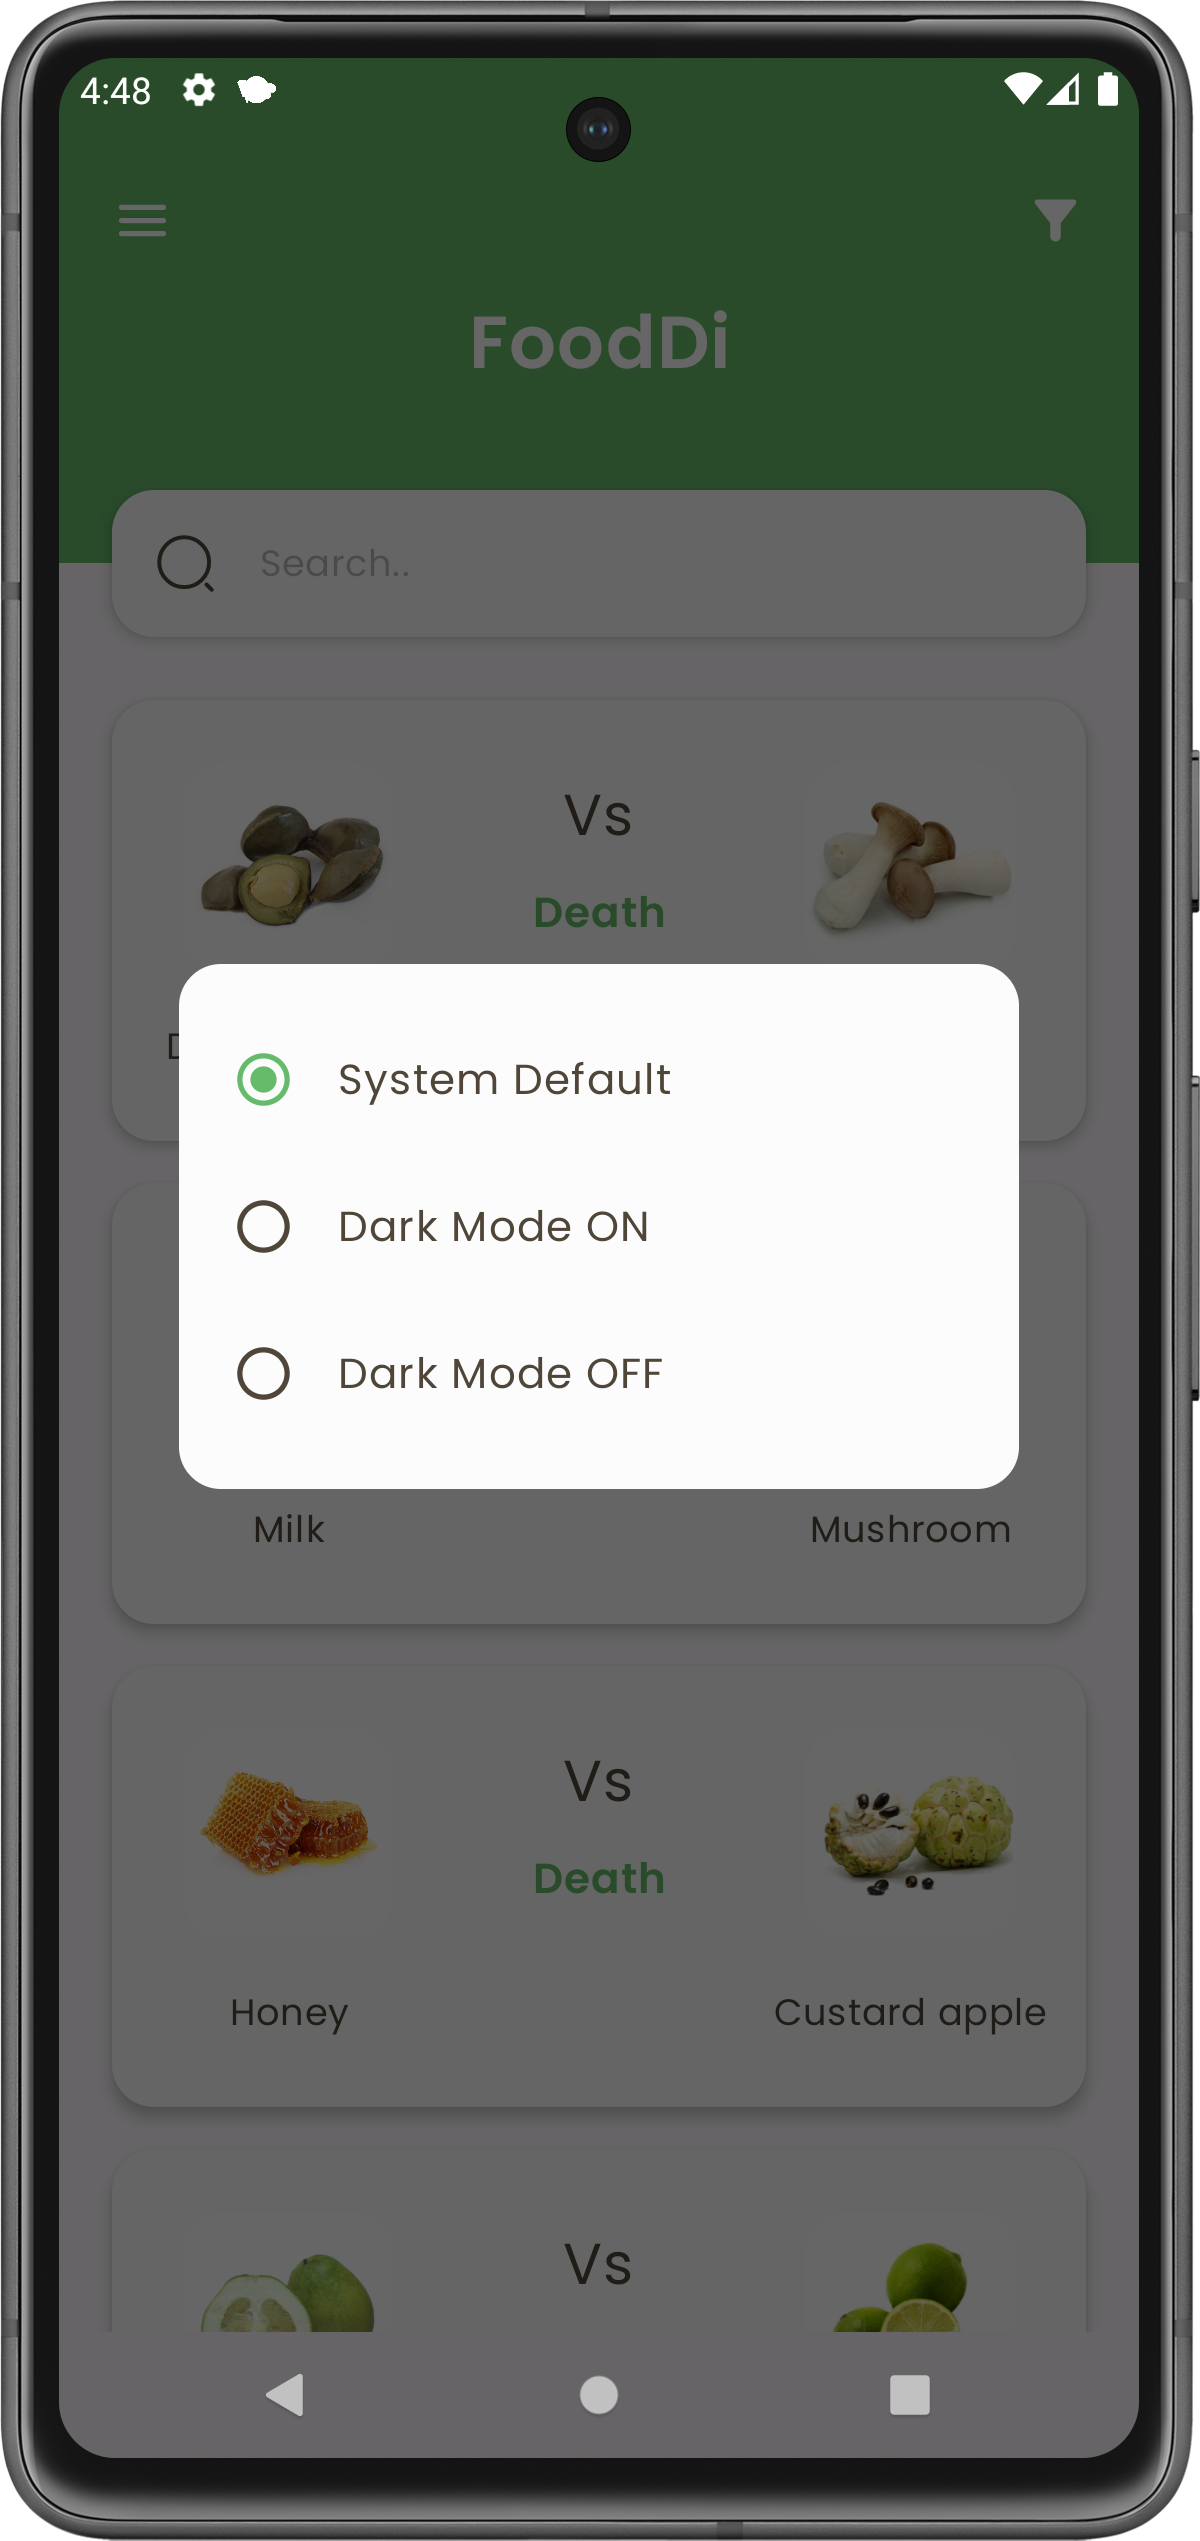 4:48
FoodDi
Search..
Vs
Death
System Default
Dark Mode ON
Dark Mode OFF
Milk
Mushroom
Vs
Death
Honey
Custard apple
Vs